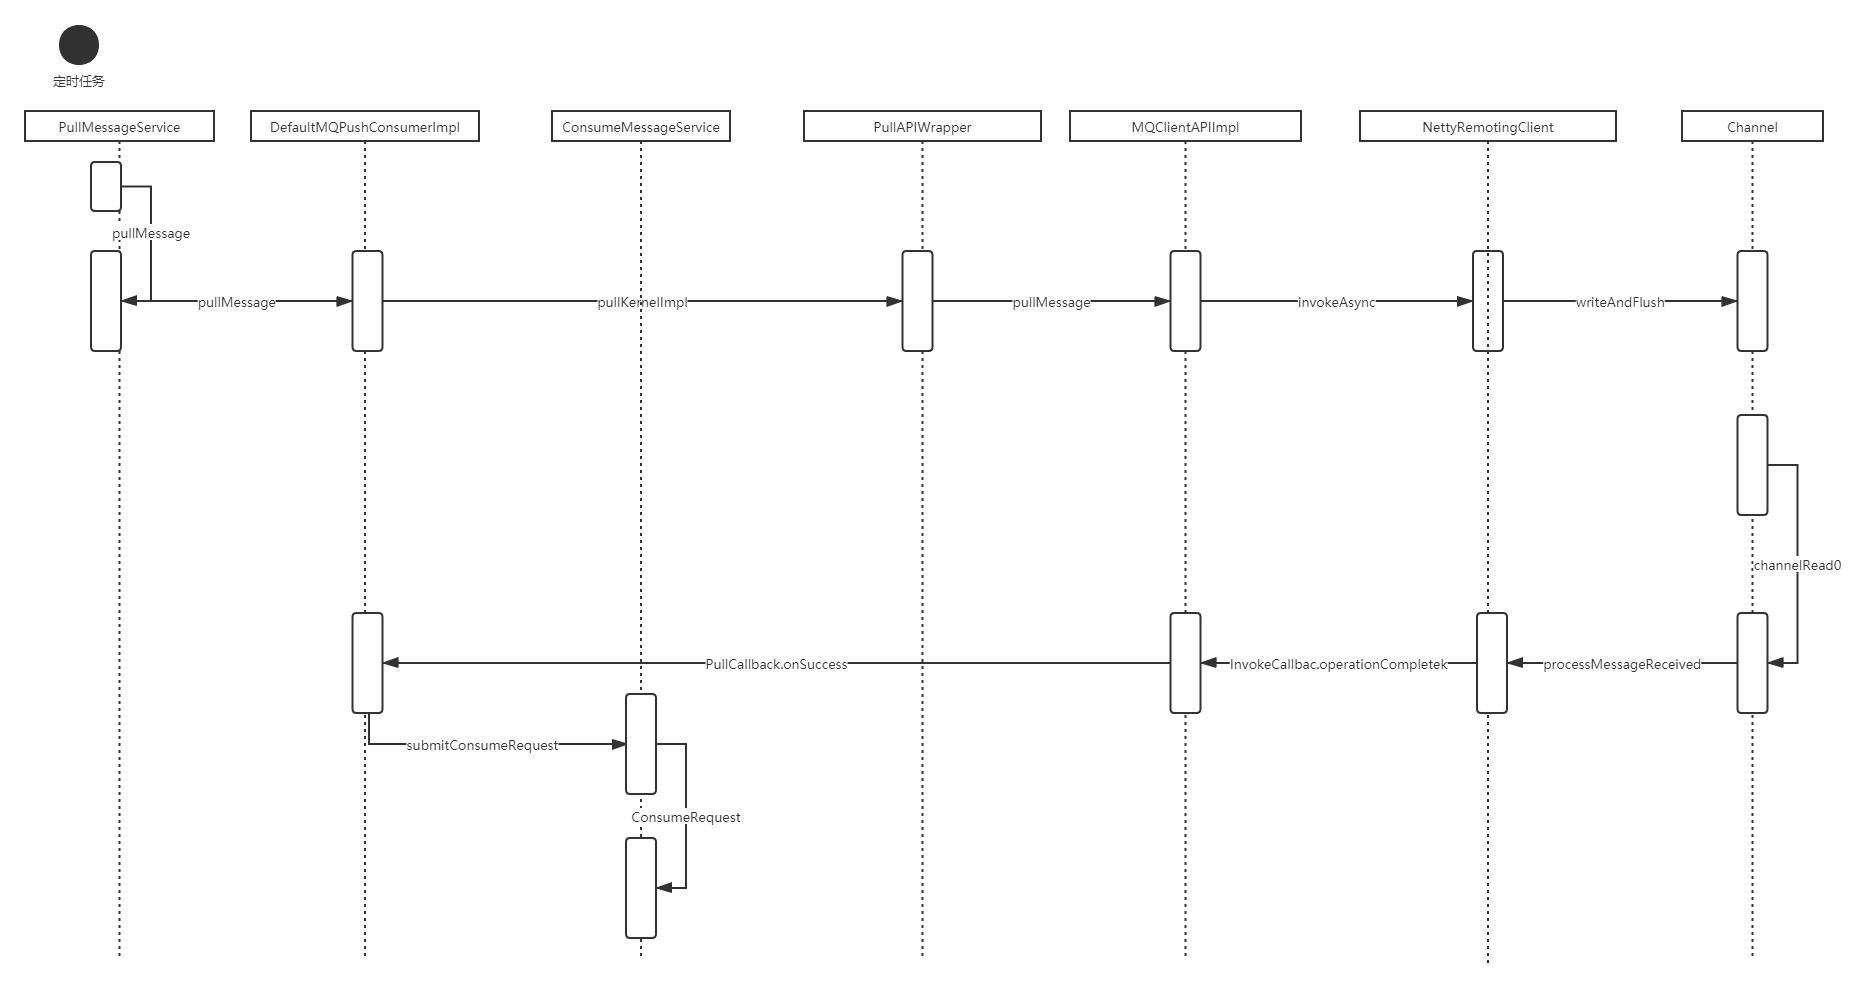 定时任务
PullMessageService
DefaultMQPushConsumerImpl
ConsumeMessageService
PullAPIWrapper
MQClientAPIImpl
NettyRemotingClient
Channel
pullMessage
pullMessage
pullKernelImpl
pullMessage
invokeAsync
writeAndFlush
channelRead0
PullCallback.onSuccess
InvokeCallbac.operationCompletek
processMessageReceived
submitConsumeRequest
ConsumeRequest